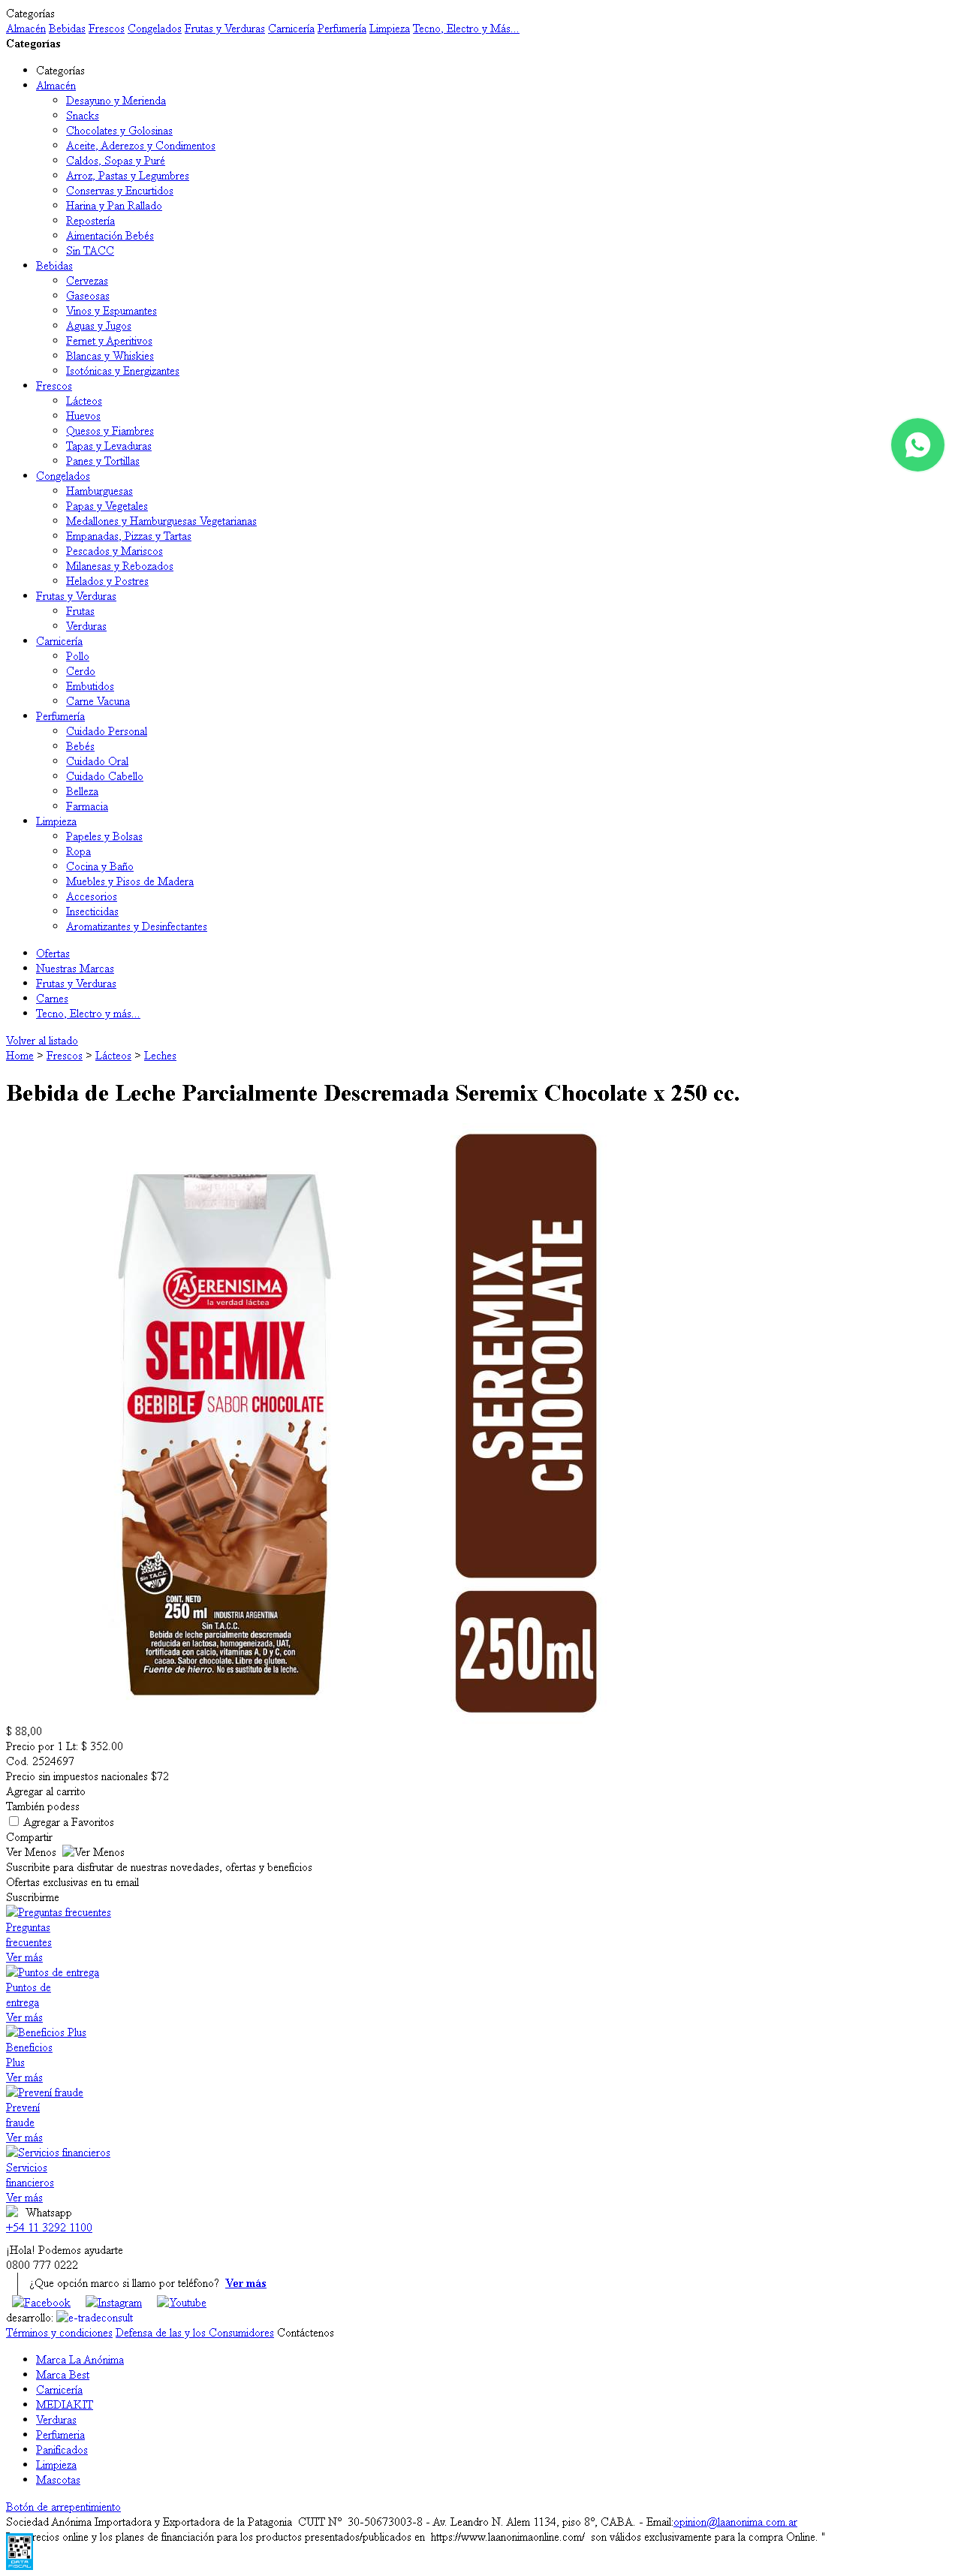 Categorías
Almacén Bebidas Frescos Congelados Frutas y Verduras Carnicería Perfumería Limpieza Tecno, Electro y Más...
Categorías
Categorías
Almacén
Desayuno y Merienda
Snacks
Chocolates y Golosinas
Aceite, Aderezos y Condimentos
Caldos, Sopas y Puré
Arroz, Pastas y Legumbres
Conservas y Encurtidos
Harina y Pan Rallado
Repostería
Aimentación Bebés
Sin TACC
Bebidas
Cervezas
Gaseosas
Vinos y Espumantes
Aguas y Jugos
Fernet y Aperitivos
Blancas y Whiskies
Isotónicas y Energizantes
Frescos
Lácteos
Huevos
Quesos y Fiambres
Tapas y Levaduras
Panes y Tortillas
Congelados
Hamburguesas
Papas y Vegetales
Medallones y Hamburguesas Vegetarianas
Empanadas, Pizzas y Tartas
Pescados y Mariscos
Milanesas y Rebozados
Helados y Postres
Frutas y Verduras
Frutas
Verduras
Carnicería
Pollo
Cerdo
Embutidos
Carne Vacuna
Perfumería
Cuidado Personal
Bebés
Cuidado Oral
Cuidado Cabello
Belleza
Farmacia
Limpieza
Papeles y Bolsas
Ropa
Cocina y Baño
Muebles y Pisos de Madera
Accesorios
Insecticidas
Aromatizantes y Desinfectantes
Ofertas
Nuestras Marcas
Frutas y Verduras
Carnes
Tecno, Electro y más...
Volver al listado
Home > Frescos > Lácteos > Leches
Bebida de Leche Parcialmente Descremada Seremix Chocolate x 250 cc.
LA SERENISIMA
la verdad láctea
SEREMIX
BEBIBLE SABOR CHOCOLATE
Sin T.A.C.C.
CONT. NETO
250 ml INDUSTRIA ARGENTINA
Sin T.A.C.C.
Bebida de leche parcialmente descremada
reducida en lactosa, homogeneizada, UAT,
fortificada con calcio, vitaminas A, D y C, con
cacao. Sabor chocolate. Libre de gluten.
Fuente de hierro. No es sustituto de la leche.
SEREMIX
CHOCOLATE
250ml
$ 88,00
Precio por 1 Lt: $ 352.00
Cod. 2524697
Precio sin impuestos nacionales $72
Agregar al carrito
También podess
Agregar a Favoritos
Compartir
Ver Menos Ver Menos
Suscribite para disfrutar de nuestras novedades, ofertas y beneficios
Ofertas exclusivas en tu email
Suscribirme
Preguntas frecuentes
Preguntas
frecuentes
Ver más
Puntos de entrega
Puntos de
entrega
Ver más
Beneficios Plus
Beneficios
Plus
Ver más
Prevení fraude
Prevení
fraude
Ver más
Servicios financieros
Servicios
financieros
Ver más
Whatsapp
+54 11 3292 1100
¡Hola! Podemos ayudarte
0800 777 0222
¿Que opción marco si llamo por teléfono? Ver más
Facebook Instagram Youtube
desarrollo: e-tradeconsult
Términos y condiciones Defensa de las y los Consumidores Contáctenos
Marca La Anónima
Marca Best
Carnicería
MEDIAKIT
Verduras
Perfumeria
Panificados
Limpieza
Mascotas
Botón de arrepentimiento
Sociedad Anónima Importadora y Exportadora de la Patagonia CUIT Nº 30-50673003-8 - Av. Leandro N. Alem 1134, piso 8º, CABA. - Email:opinion@laanonima.com.ar
recios online y los planes de financiación para los productos presentados/publicados en https://www.laanonimaonline.com/ son válidos exclusivamente para la compra Online. "
DATA
FISCAL